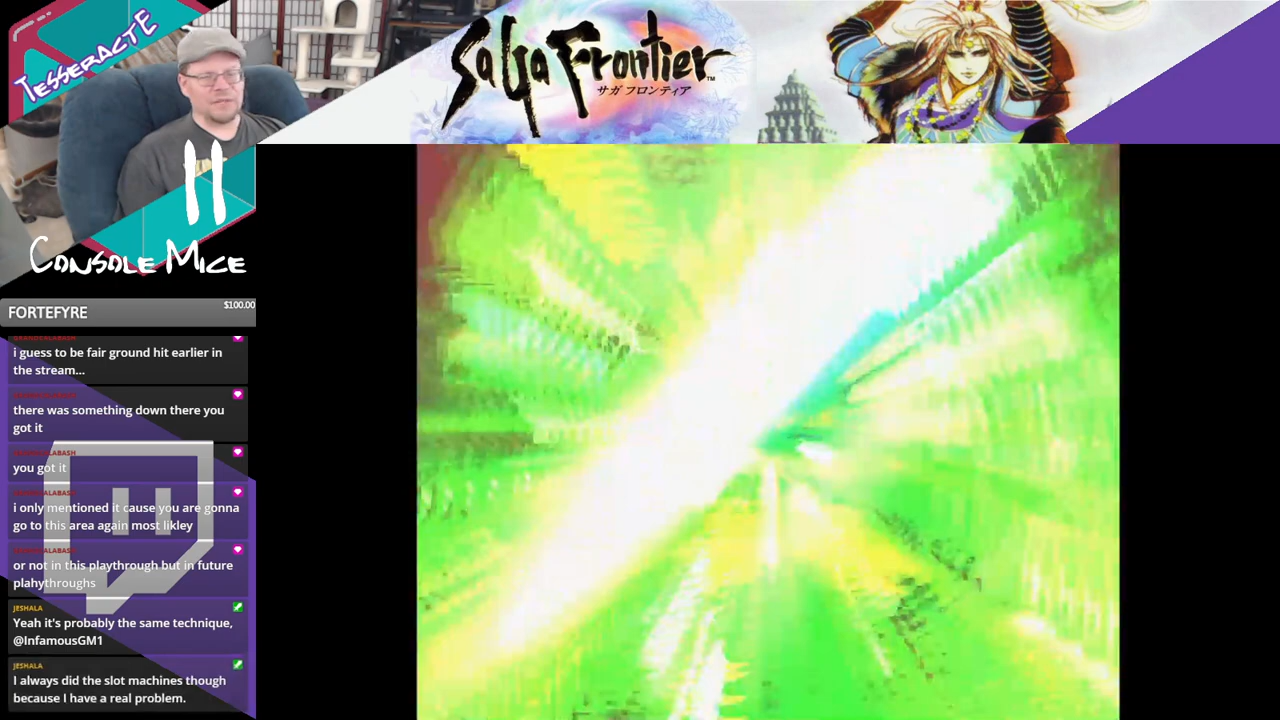 TESSERACTE
SaGa Frontier™
サガ フロンティア
II
CONSOLE MICE
FORTEFYRE
$100.00
i guess to be fair ground hit earlier in
the stream...
there was something down there you
got it
you got it
i only mentioned it cause you are gonna
go to this area again most likley
or not in this playthrough but in future
plahythroughs
JESHALA
Yeah it's probably the same technique,
@InfamousGM1
JESHALA
I always did the slot machines though
because I have a real problem.